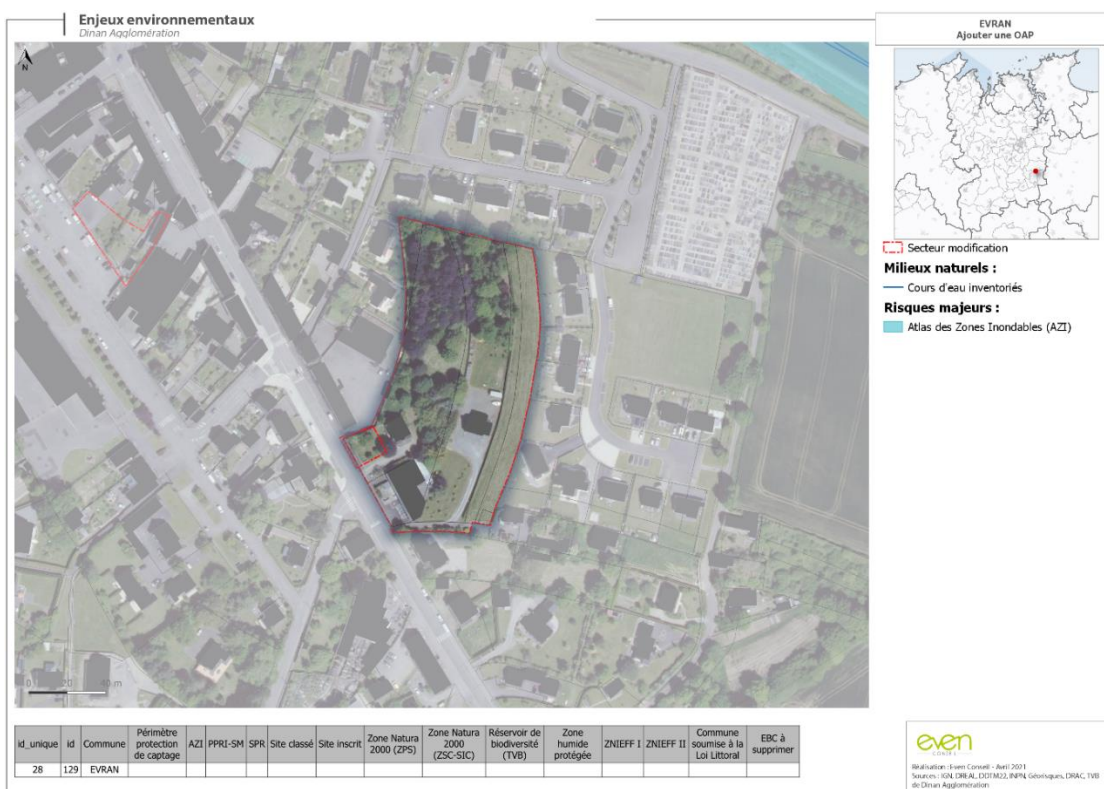 Enjeux environnementaux
Dinan Agglomération
EVRAN
Ajouter une OAP
N
Secteur modification
Milieux naturels :
Cours d'eau inventoriés
Risques majeurs :
Atlas des Zones Inondables (AZI)
0 20 40 m
id_unique id Commune Périmètre protection de captage AZI PPRI-SM SPR Site classé Site inscrit Zone Natura 2000 (ZPS) Zone Natura 2000 (ZSC-SIC) Réservoir de biodiversité (TVB) Zone humide protégée ZNIEFF I ZNIEFF II Commune soumise à la Loi Littoral EBC à supprimer
28 129 EVRAN
even
CONSEIL
Réalisation : Even Conseil - Avril 2021
Sources : IGN, DREAL, DDTM22, INPN, Géorisques, DRAC, TVB
de Dinan Agglomération